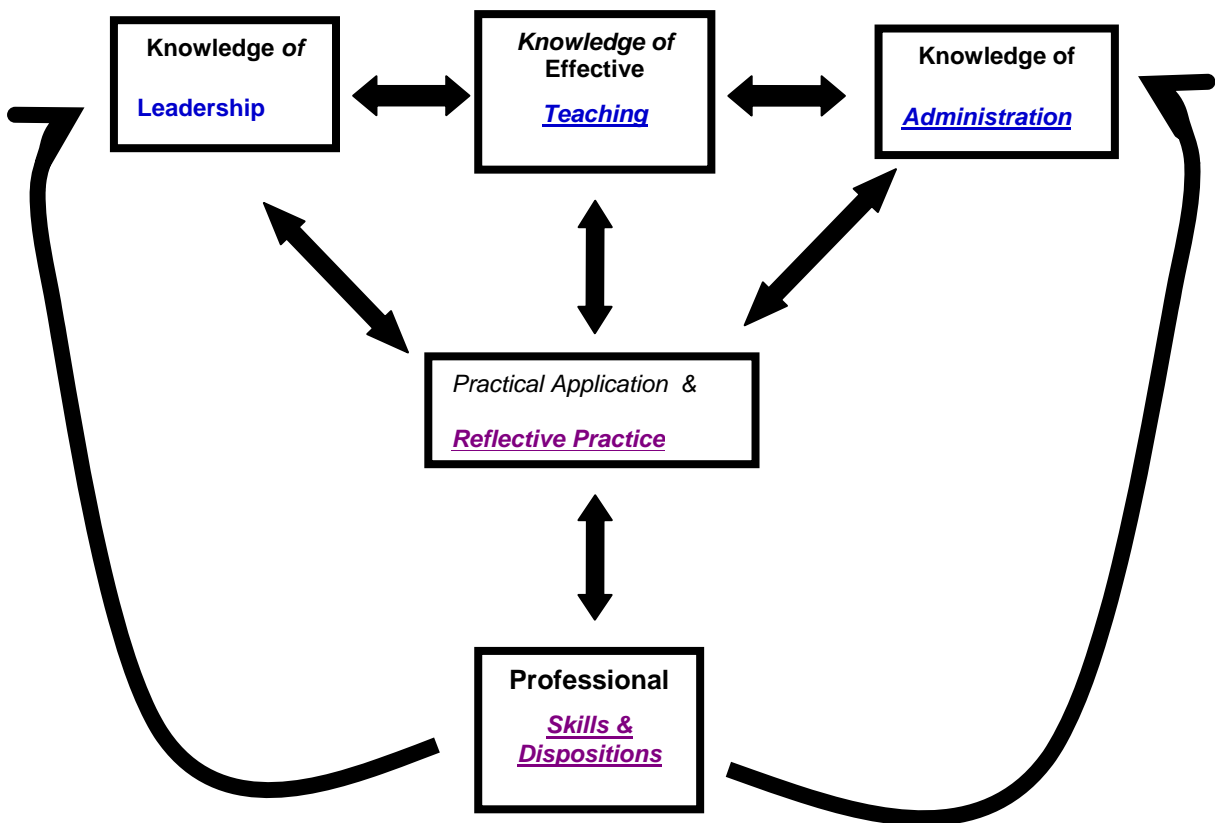 Knowledge of
Leadership
Knowledge of
Effective
Teaching
Knowledge of
Administration
Practical Application &
Reflective Practice
Professional
Skills &
Dispositions